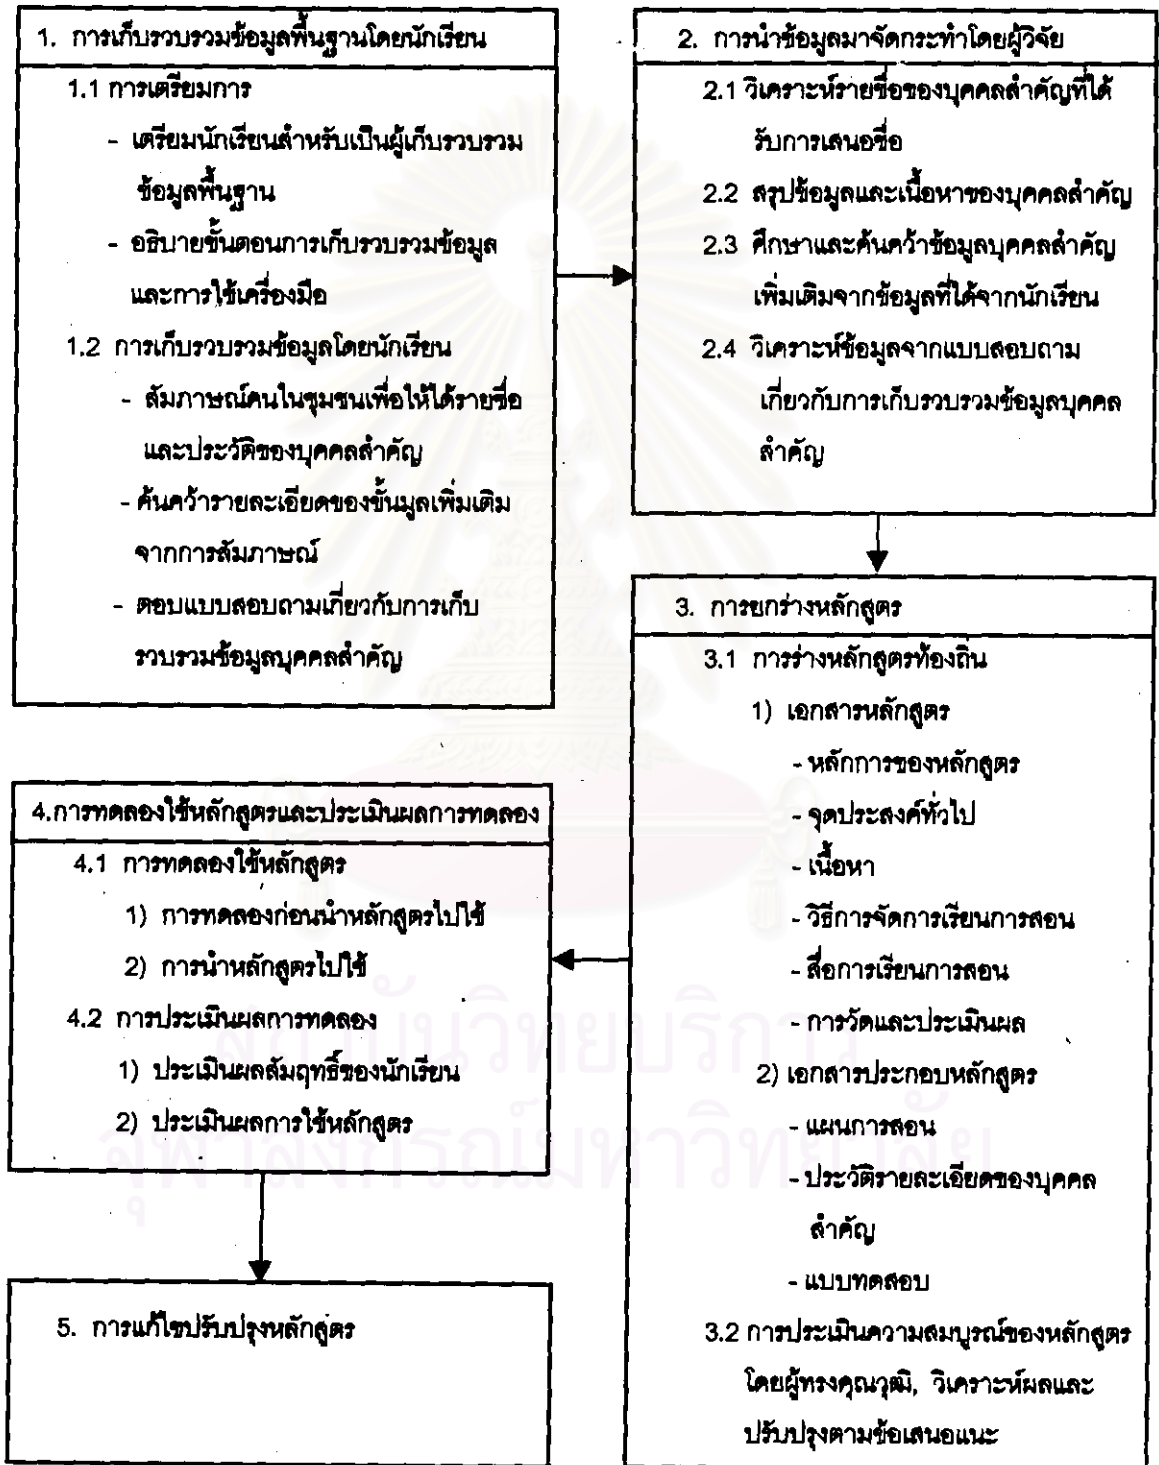 1. การเก็บรวบรวมข้อมูลพื้นฐานโดยนักเรียน
1.1 การเตรียมการ
- เตรียมนักเรียนสำหรับเป็นผู้เก็บรวบรวม
ข้อมูลพื้นฐาน
- อธิบายขั้นตอนการเก็บรวบรวมข้อมูล
และการใช้เครื่องมือ
1.2 การเก็บรวบรวมข้อมูลโดยนักเรียน
- สัมภาษณ์คนในชุมชนเพื่อให้ได้รายชื่อ
และประวัติของบุคคลสำคัญ
- ค้นคว้ารายละเอียดของขั้นมูลเพิ่มเติม
จากการสัมภาษณ์
- ตอบแบบสอบถามเกี่ยวกับการเก็บ
รวบรวมข้อมูลบุคคลสำคัญ
2. การนำข้อมูลมาจัดกระทำโดยผู้วิจัย
2.1 วิเคราะห์รายชื่อของบุคคลสำคัญที่ได้
รับการเสนอชื่อ
2.2 สรุปข้อมูลและเนื้อหาของบุคคลสำคัญ
2.3 ศึกษาและค้นคว้าข้อมูลบุคคลสำคัญ
เพิ่มเติมจากข้อมูลที่ได้จากนักเรียน
2.4 วิเคราะห์ข้อมูลจากแบบสอบถาม
เกี่ยวกับการเก็บรวบรวมข้อมูลบุคคล
สำคัญ
3. การยกร่างหลักสูตร
3.1 การร่างหลักสูตรท้องถิ่น
1) เอกสารหลักสูตร
- หลักการของหลักสูตร
- จุดประสงค์ทั่วไป
- เนื้อหา
- วิธีการจัดการเรียนการสอน
- สื่อการเรียนการสอน
- การวัดและประเมินผล
2) เอกสารประกอบหลักสูตร
- แผนการสอน
- ประวัติรายละเอียดของบุคคล
สำคัญ
- แบบทดสอบ
3.2 การประเมินความสมบูรณ์ของหลักสูตร
โดยผู้ทรงคุณวุฒิ, วิเคราะห์ผลและ
ปรับปรุงตามข้อเสนอแนะ
4.การทดลองใช้หลักสูตรและประเมินผลการทดลอง
4.1 การทดลองใช้หลักสูตร
1) การทดลองก่อนนำหลักสูตรไปใช้
2) การนำหลักสูตรไปใช้
4.2 การประเมินผลการทดลอง
1) ประเมินผลสัมฤทธิ์ของนักเรียน
2) ประเมินผลการใช้หลักสูตร
5. การแก้ไขปรับปรุงหลักสูตร
สถาบันวิทยบริการ
จุฬาลงกรณ์มหาวิทยาลัย